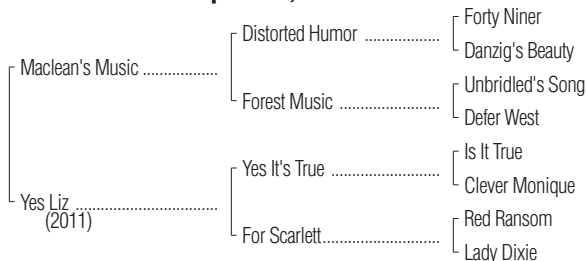 Forty Niner
Distorted Humor ..................
Danzig's Beauty
Maclean's Music ..................
Unbridled's Song
Forest Music ........................
Defer West
Is It True
Yes It's True ..........................
Clever Monique
Yes Liz ..................................
(2011)
Red Ransom
For Scarlett............................
Lady Dixie